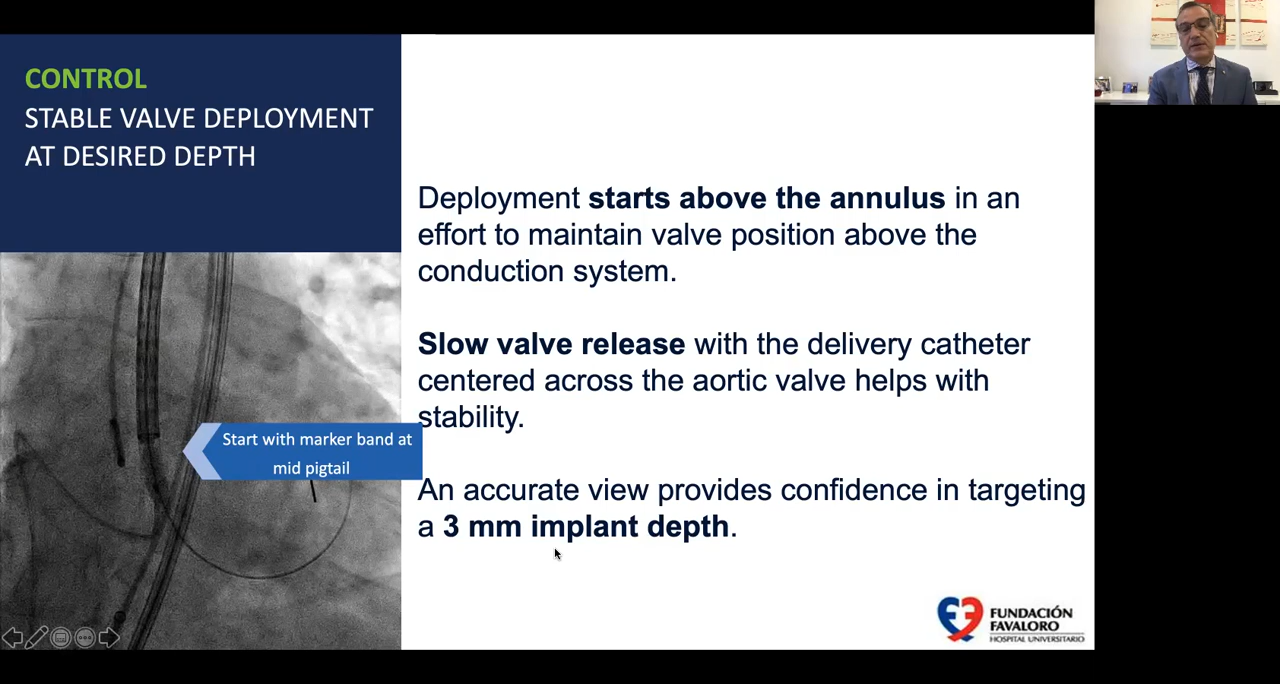 CONTROL
STABLE VALVE DEPLOYMENT
AT DESIRED DEPTH
Deployment starts above the annulus in an
effort to maintain valve position above the
conduction system.
Slow valve release with the delivery catheter
centered across the aortic valve helps with
stability.
Start with marker band at
mid pigtail
An accurate view provides confidence in targeting
a 3 mm implant depth.
FUNDACIÓN
FAVALORO
HOSPITAL UNIVERSITARIO